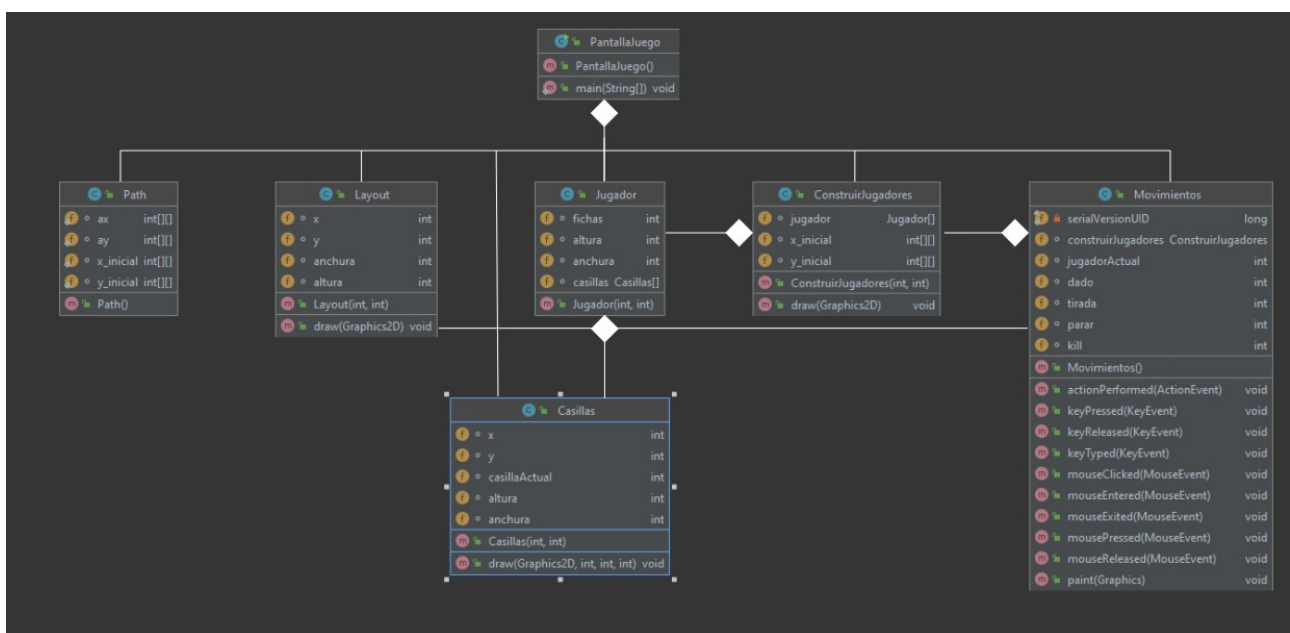 PantallaJuego
PantallaJuego()
main(String[]) void
Path
ax int[][]
ay int[][]
x_inicial int[][]
y_inicial int[][]
Path()
Layout
x int
y int
anchura int
altura int
Layout(int, int)
draw(Graphics2D) void
Jugador
fichas int
altura int
anchura int
casillas Casillas[]
Jugador(int, int)
ConstruirJugadores
jugador Jugador[]
x_inicial int[][]
y_inicial int[][]
ConstruirJugadores(int, int)
draw(Graphics2D) void
Movimientos
serialVersionUID long
construirJugadores ConstruirJugadores
jugadorActual int
dado int
tirada int
parar int
kill int
Movimientos()
actionPerformed(ActionEvent) void
keyPressed(KeyEvent) void
keyReleased(KeyEvent) void
keyTyped(KeyEvent) void
mouseClicked(MouseEvent) void
mouseEntered(MouseEvent) void
mouseExited(MouseEvent) void
mousePressed(MouseEvent) void
mouseReleased(MouseEvent) void
paint(Graphics) void
Casillas
x int
y int
casillaActual int
altura int
anchura int
Casillas(int, int)
draw(Graphics2D, int, int, int) void